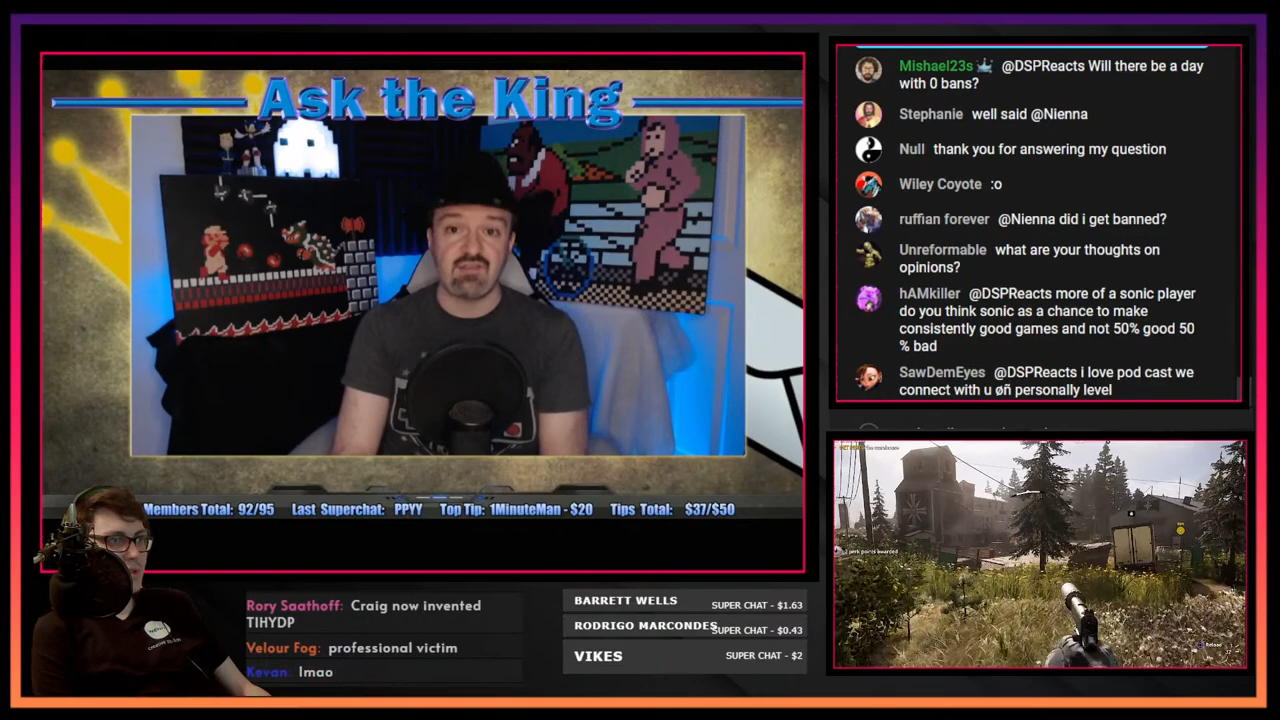 Ask the King
Members Total: 92/95 Last Superchat: PPYY Top Tip: 1MinuteMan - $20 Tips Total: $37/$50
Mishael23s @DSPReacts Will there be a day
with 0 bans?
Stephanie well said @Nienna
Null thank you for answering my question
Wiley Coyote :o
ruffian forever @Nienna did i get banned?
Unreformable what are your thoughts on
opinions?
hAMkiller @DSPReacts more of a sonic player
do you think sonic as a chance to make
consistently good games and not 50% good 50
% bad
SawDemEyes @DSPReacts i love pod cast we
connect with u øñ personally level
2 perk points awarded
Reload
Rory Saathoff: Craig now invented
TIHYDP
Velour Fog: professional victim
Kevan: lmao
BARRETT WELLS SUPER CHAT - $1.63
RODRIGO MARCONDES SUPER CHAT - $0.43
VIKES SUPER CHAT - $2